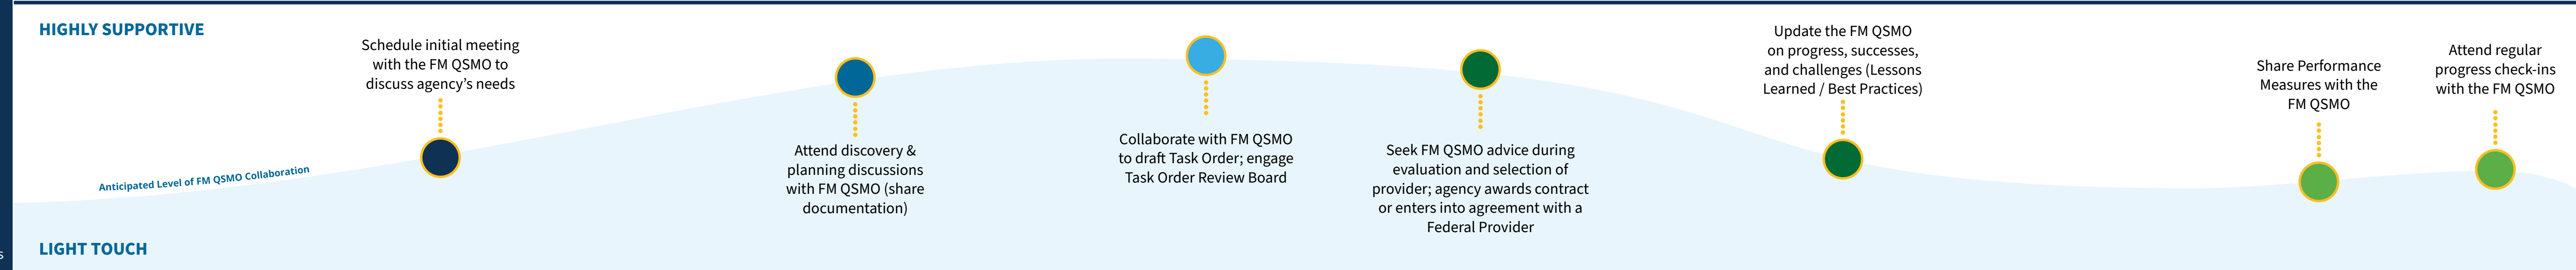 HIGHLY SUPPORTIVE
Schedule initial meeting
with the FM QSMO to
discuss agency’s needs
Anticipated Level of FM QSMO Collaboration
Attend discovery &
planning discussions
with FM QSMO (share
documentation)
Collaborate with FM QSMO
to draft Task Order; engage
Task Order Review Board
Seek FM QSMO advice during
evaluation and selection of
provider; agency awards contract
or enters into agreement with a
Federal Provider
Update the FM QSMO
on progress, successes,
and challenges (Lessons
Learned / Best Practices)
Share Performance
Measures with the
FM QSMO
Attend regular
progress check-ins
with the FM QSMO
LIGHT TOUCH